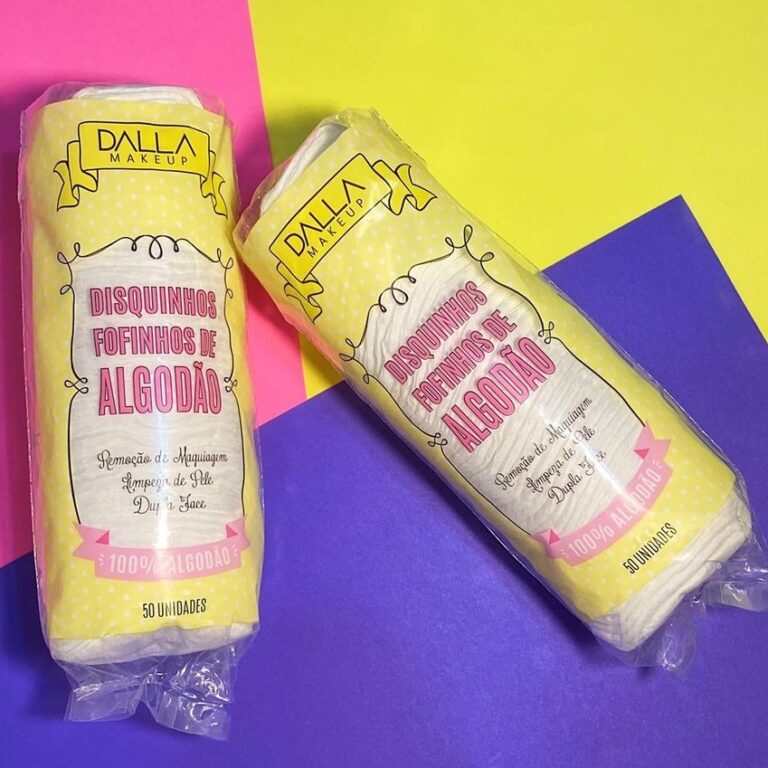 DALLA
MAKEUP
DISQUINHOS
FOFINHOS DE
ALGODÃO
Remoção de Maquiagem
Limpeza de Pele
Dupla Face
100% ALGODÃO
50 UNIDADES
DALLA
MAKEUP
DISQUINHOS
FOFINHOS DE
ALGODÃO
Remoção de Maquiagem
Limpeza de Pele
Dupla Face
100% ALGODÃO
50 UNIDADES